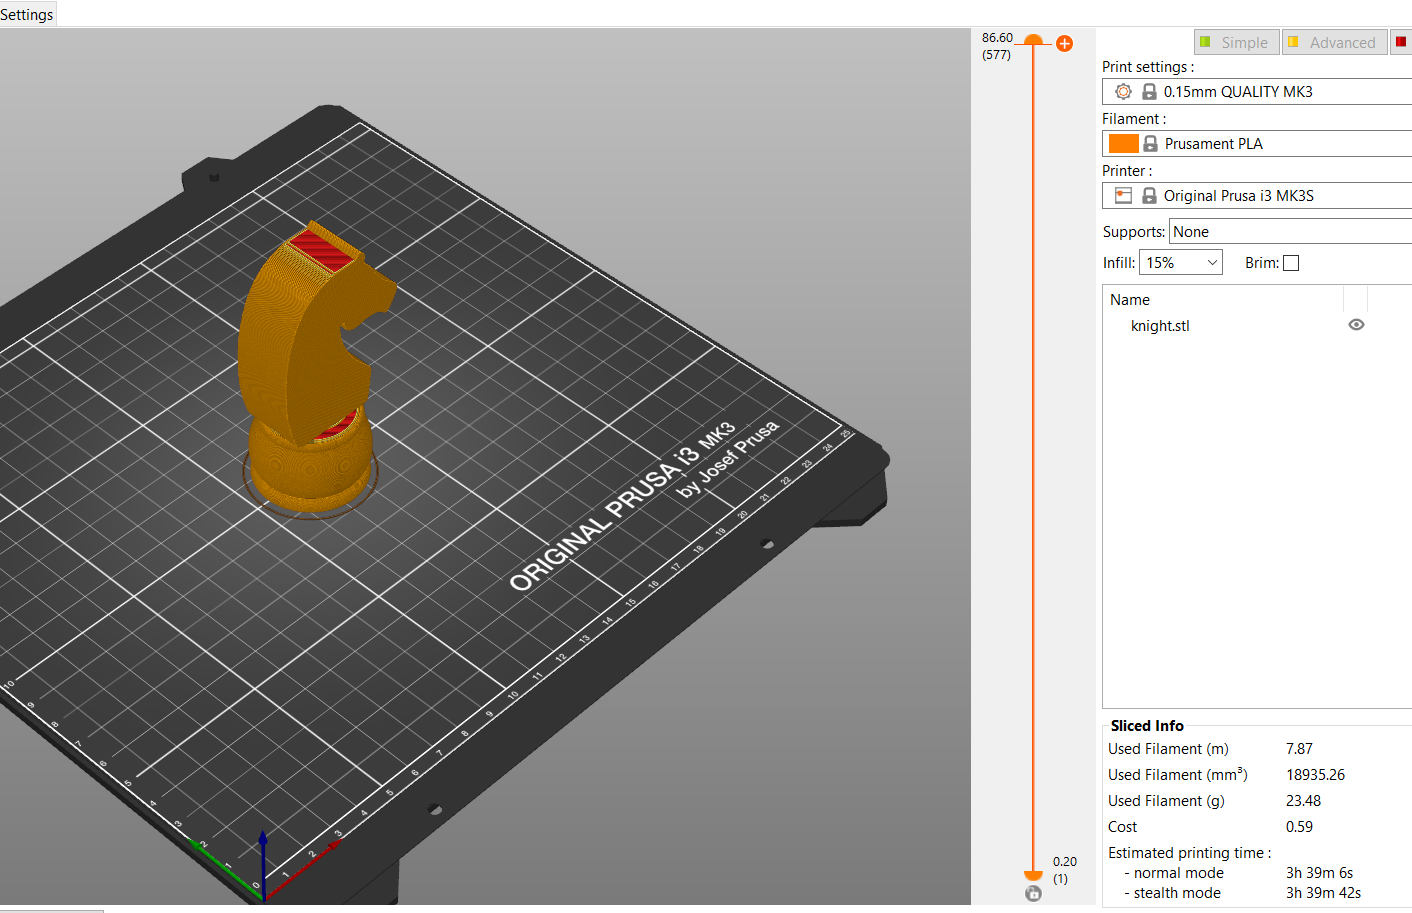 Settings
86.60
(577)
Simple
Advanced
Print settings :
0.15mm QUALITY MK3
Filament :
Prusament PLA
Printer :
Original Prusa i3 MK3S
Supports: None
Infill: 15%
Brim:
Name
knight.stl
ORIGINAL PRUSA i3 MK3
by Josef Prusa
10
9
8
7
6
5
4
3
2
1
0
1
2
3
4
5
6
7
8
9
10
11
12
13
14
15
16
17
18
19
20
21
22
23
24
25
0.20
(1)
Sliced Info
Used Filament (m) 7.87
Used Filament (mm³) 18935.26
Used Filament (g) 23.48
Cost 0.59
Estimated printing time :
- normal mode 3h 39m 6s
- stealth mode 3h 39m 42s